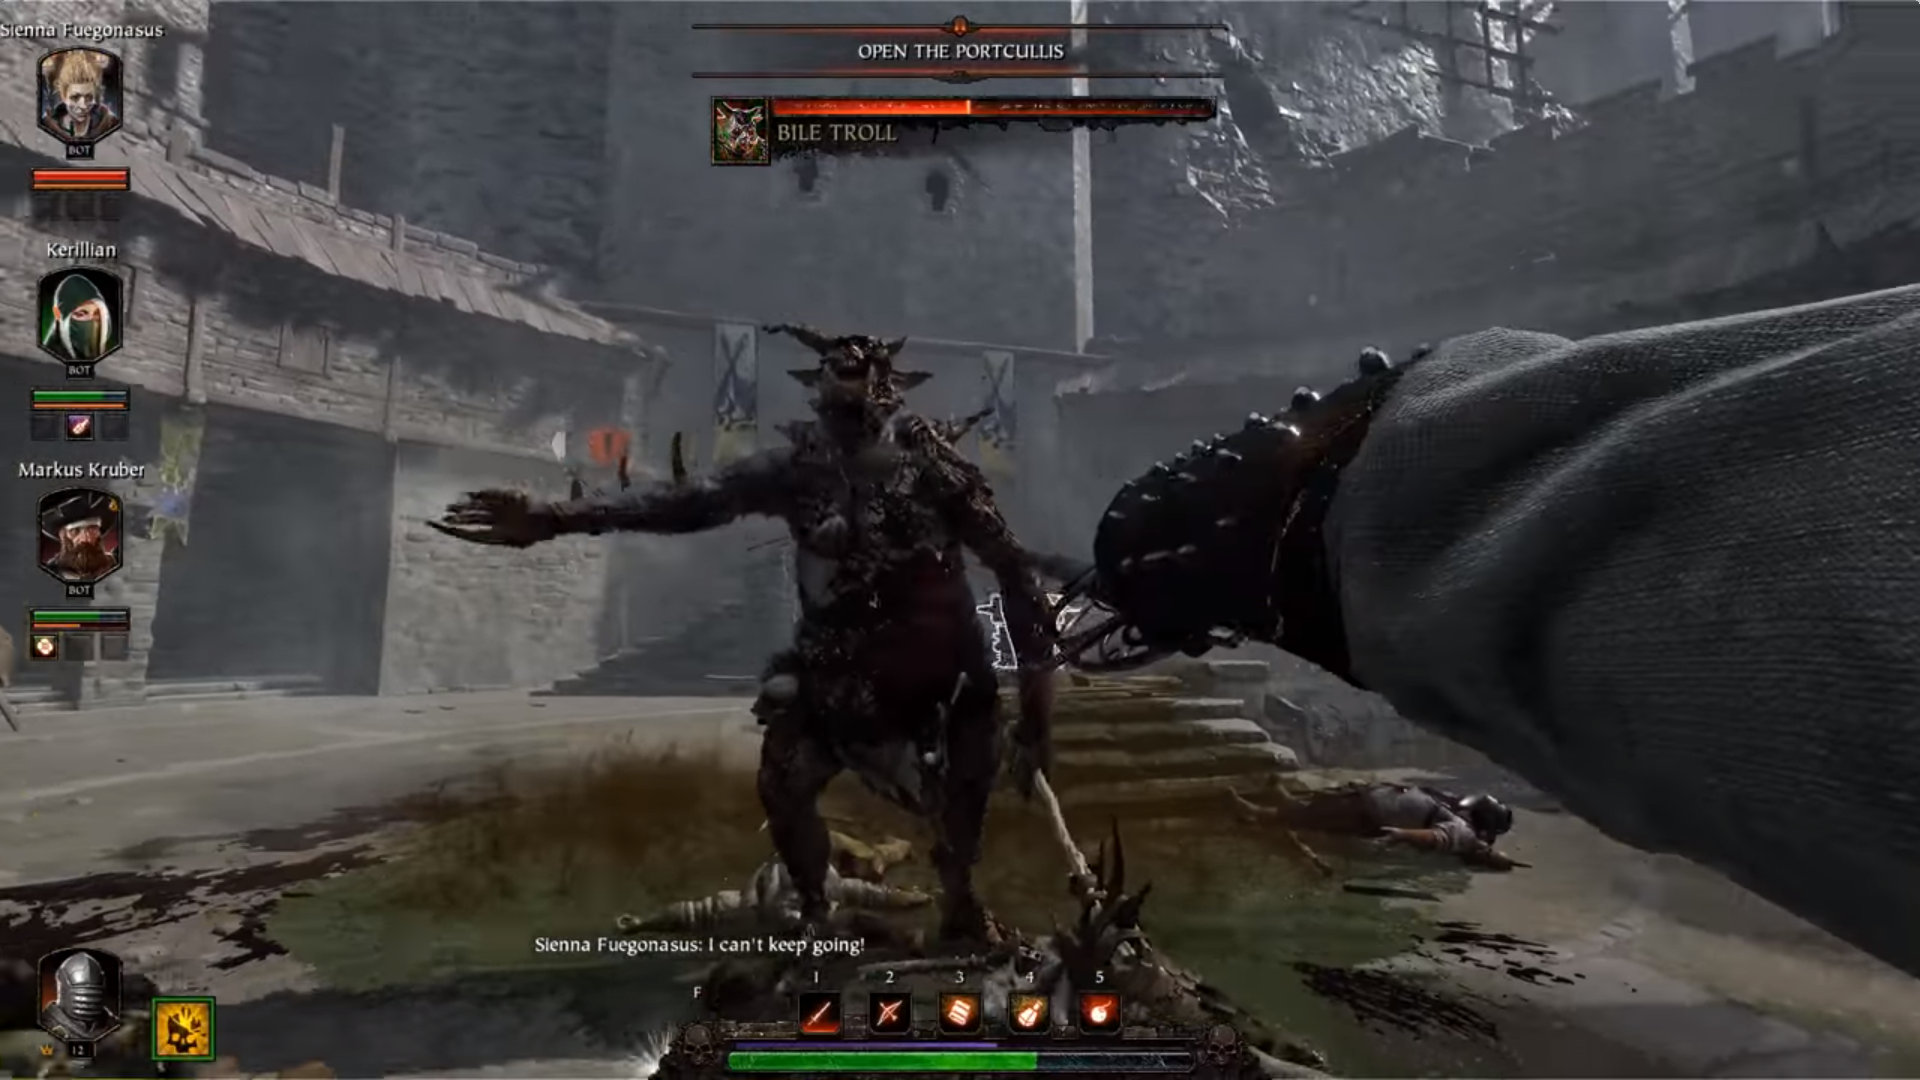 Sienna Fuegonasus
BOT
Kerillian
BOT
Markus Kruber
BOT
OPEN THE PORTCULLIS
BILE TROLL
Sienna Fuegonasus: I can't keep going!
F
1 2 3 4 5
12